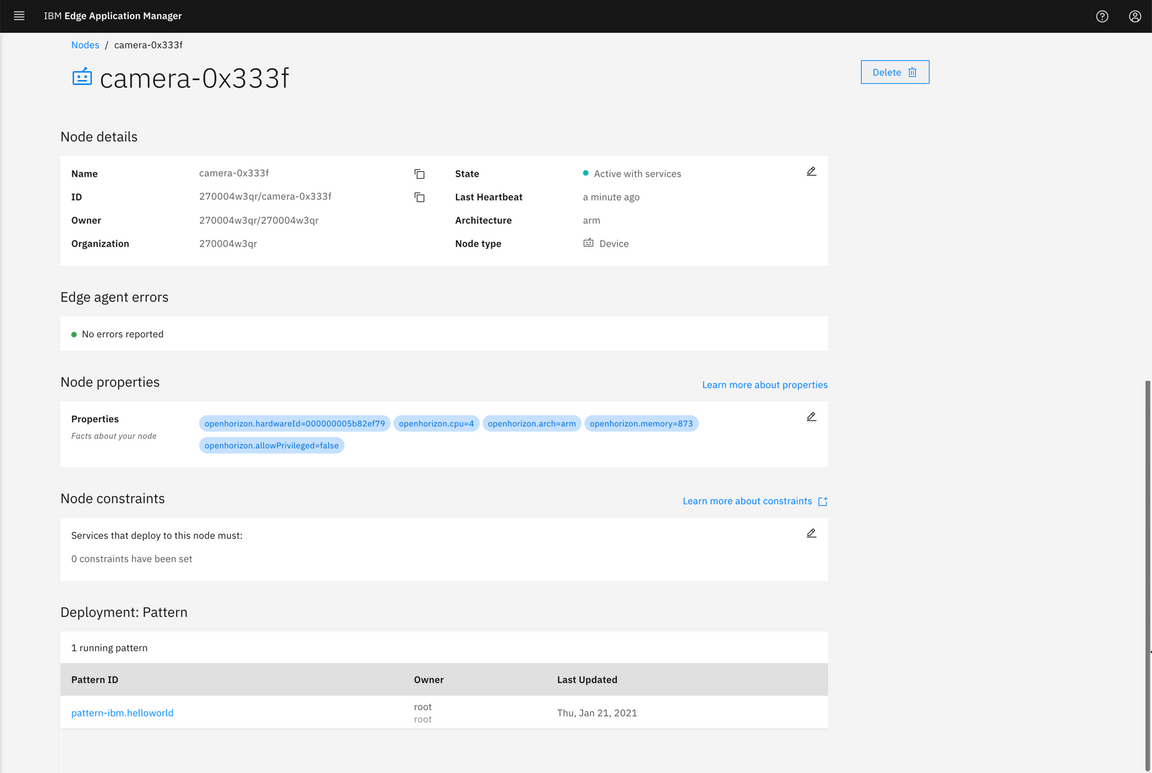 IBM Edge Application Manager
Nodes / camera-0x333f
camera-0x333f
Delete
Node details
Name camera-0x333f
ID 270004w3qr/camera-0x333f
Owner 270004w3qr/270004w3qr
Organization 270004w3qr
State Active with services
Last Heartbeat a minute ago
Architecture arm
Node type Device
Edge agent errors
No errors reported
Node properties
Learn more about properties
Properties
Facts about your node
openhorizon.hardwareId=000000005b82ef79 openhorizon.cpu=4 openhorizon.arch=arm openhorizon.memory=873
openhorizon.allowPrivileged=false
Node constraints
Learn more about constraints
Services that deploy to this node must:
0 constraints have been set
Deployment: Pattern
1 running pattern
Pattern ID Owner Last Updated
pattern-ibm.helloworld root Thu, Jan 21, 2021
root